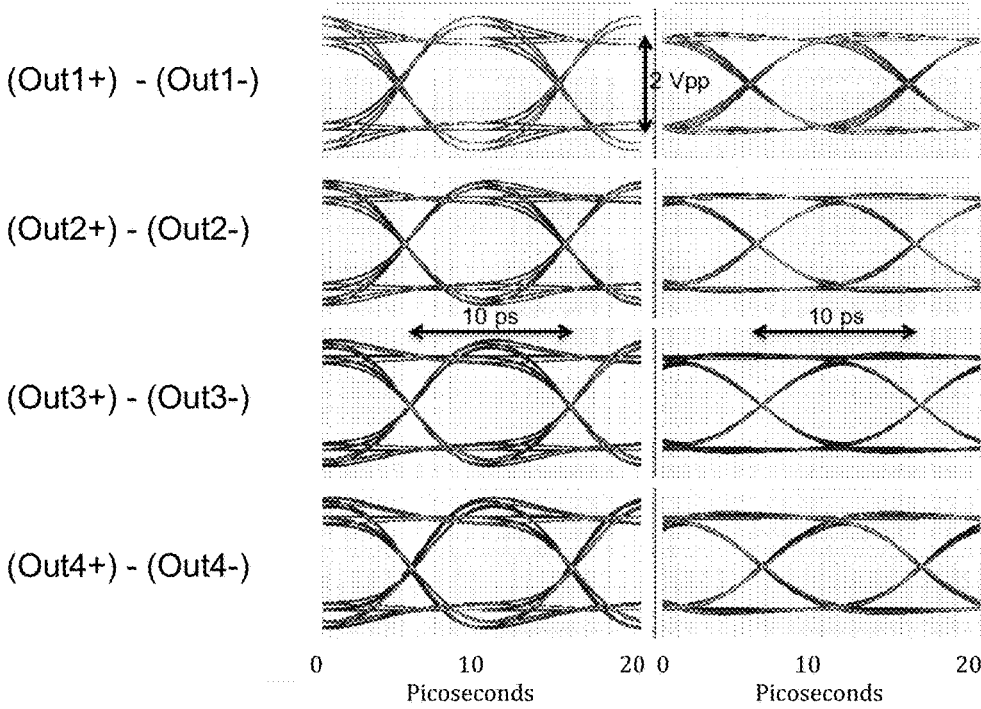 (Out1+) - (Out1-)
2 Vpp
(Out2+) - (Out2-)
10 ps 10 ps
(Out3+) - (Out3-)
(Out4+) - (Out4-)
0 10 20 0 10 20
Picoseconds Picoseconds